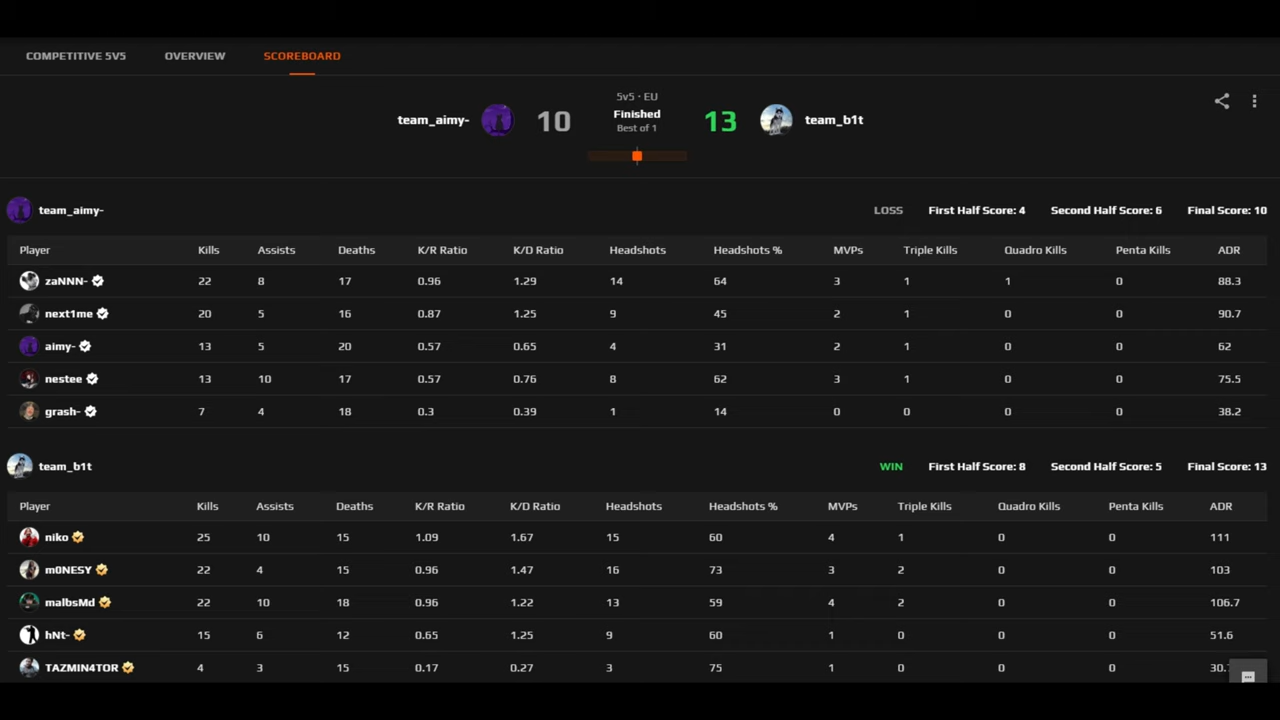 COMPETITIVE 5V5 OVERVIEW SCOREBOARD
5v5 · EU
team_aimy- 10 Finished 13 team_b1t
Best of 1
team_aimy- LOSS First Half Score: 4 Second Half Score: 6 Final Score: 10
Player Kills Assists Deaths K/R Ratio K/D Ratio Headshots Headshots % MVPs Triple Kills Quadro Kills Penta Kills ADR
zaNNN- 22 8 17 0.96 1.29 14 64 3 1 1 0 88.3
next1me 20 5 16 0.87 1.25 9 45 2 1 0 0 90.7
aimy- 13 5 20 0.57 0.65 4 31 2 1 0 0 62
nestee 13 10 17 0.57 0.76 8 62 3 1 0 0 75.5
grash- 7 4 18 0.3 0.39 1 14 0 0 0 0 38.2
team_b1t WIN First Half Score: 8 Second Half Score: 5 Final Score: 13
Player Kills Assists Deaths K/R Ratio K/D Ratio Headshots Headshots % MVPs Triple Kills Quadro Kills Penta Kills ADR
niko 25 10 15 1.09 1.67 15 60 4 1 0 0 111
m0NESY 22 4 15 0.96 1.47 16 73 3 2 0 0 103
malbsMd 22 10 18 0.96 1.22 13 59 4 2 0 0 106.7
hNt- 15 6 12 0.65 1.25 9 60 1 0 0 0 51.6
TAZMIN4TOR 4 3 15 0.17 0.27 3 75 1 0 0 0